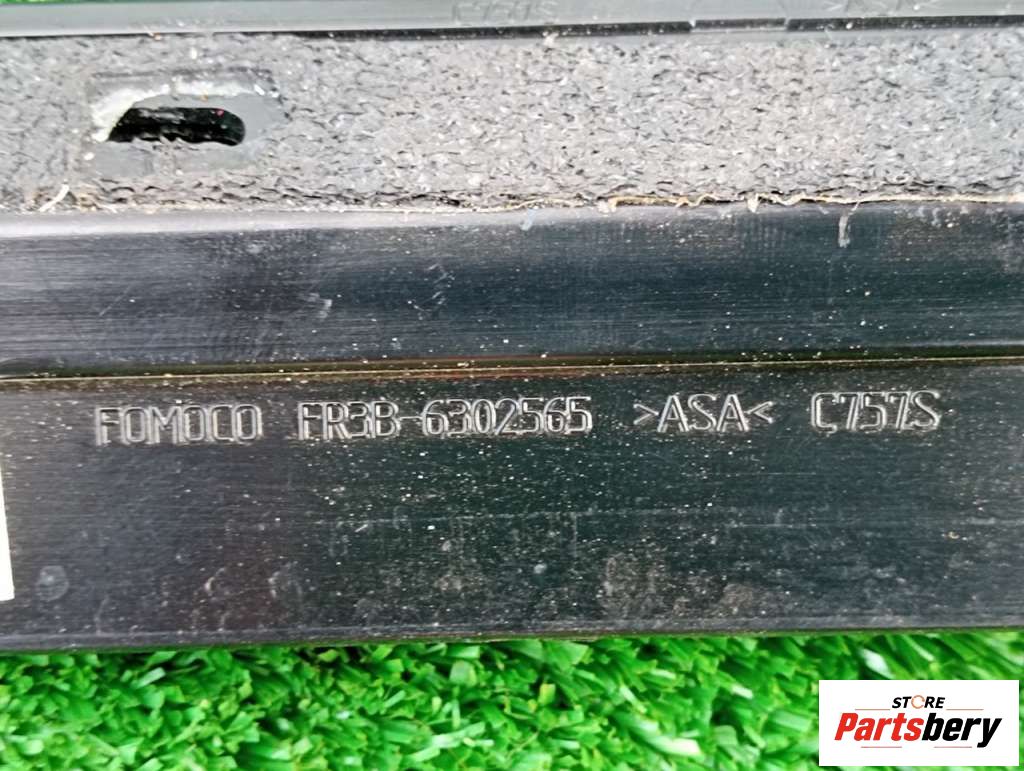 FOMOCO FR3B-6302565 >ASA< C757S
STORE
Partsbery